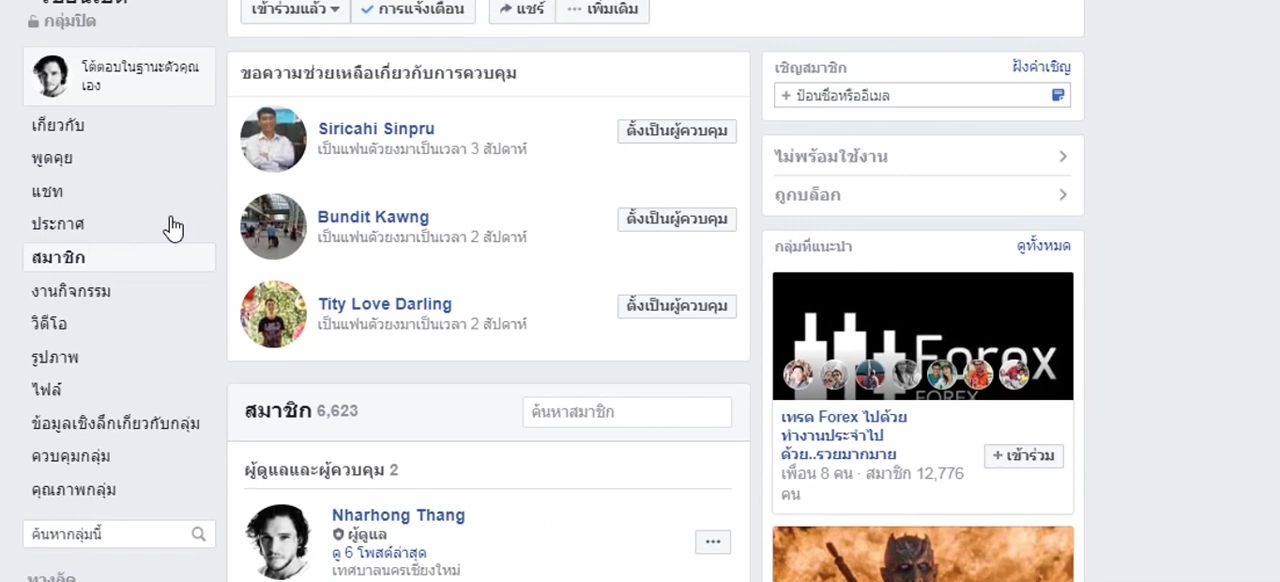 กลุ่มปิด
โต้ตอบในฐานะตัวคุณ
เอง
เกี่ยวกับ
พูดคุย
แชท
ประกาศ
สมาชิก
งานกิจกรรม
วิดีโอ
รูปภาพ
ไฟล์
ข้อมูลเชิงลึกเกี่ยวกับกลุ่ม
ควบคุมกลุ่ม
คุณภาพกลุ่ม
ค้นหากลุ่มนี้
ทางลัด
เข้าร่วมแล้ว
การแจ้งเตือน
แชร์
เพิ่มเติม
ขอความช่วยเหลือเกี่ยวกับการควบคุม
Siricahi Sinpru
เป็นแฟนตัวยงมาเป็นเวลา 3 สัปดาห์
ตั้งเป็นผู้ควบคุม
Bundit Kawng
เป็นแฟนตัวยงมาเป็นเวลา 2 สัปดาห์
ตั้งเป็นผู้ควบคุม
Tity Love Darling
เป็นแฟนตัวยงมาเป็นเวลา 2 สัปดาห์
ตั้งเป็นผู้ควบคุม
สมาชิก 6,623
ค้นหาสมาชิก
ผู้ดูแลและผู้ควบคุม 2
Nharhong Thang
ผู้ดูแล
ดู 6 โพสต์ล่าสุด
เทศบาลนครเชียงใหม่
เชิญสมาชิก
ฝังคำเชิญ
+ ป้อนชื่อหรืออีเมล
ไม่พร้อมใช้งาน
ถูกบล็อก
กลุ่มที่แนะนำ
ดูทั้งหมด
Forex
FOREX
เทรด Forex ไปด้วย
ทำงานประจำไป
ด้วย..รวยมากมาย
เพื่อน 8 คน · สมาชิก 12,776
คน
+ เข้าร่วม